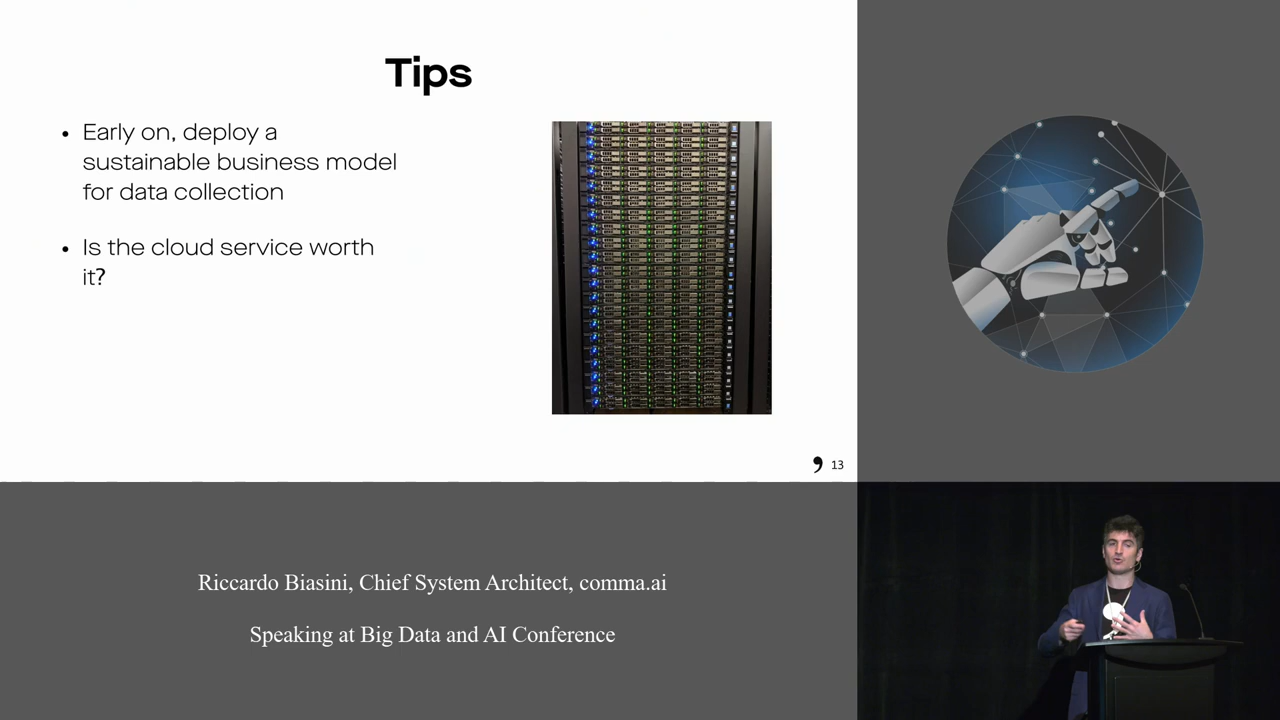 Tips
• Early on, deploy a
sustainable business model
for data collection
• Is the cloud service worth
it?
13
Riccardo Biasini, Chief System Architect, comma.ai
Speaking at Big Data and AI Conference